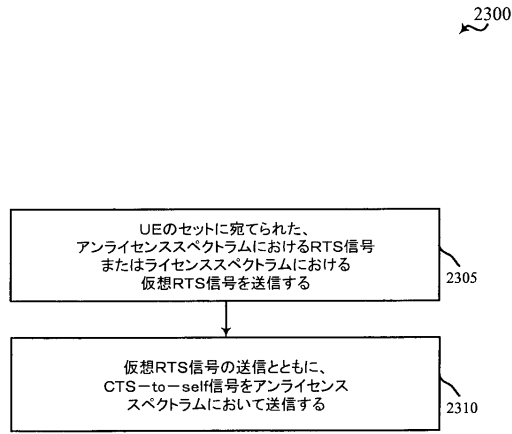 2300
UEのセットに宛てられた、
アンライセンススペクトラムにおけるRTS信号
またはライセンススペクトラムにおける
仮想RTS信号を送信する
2305
仮想RTS信号の送信とともに、
CTS-to-self信号をアンライセンス
スペクトラムにおいて送信する
2310